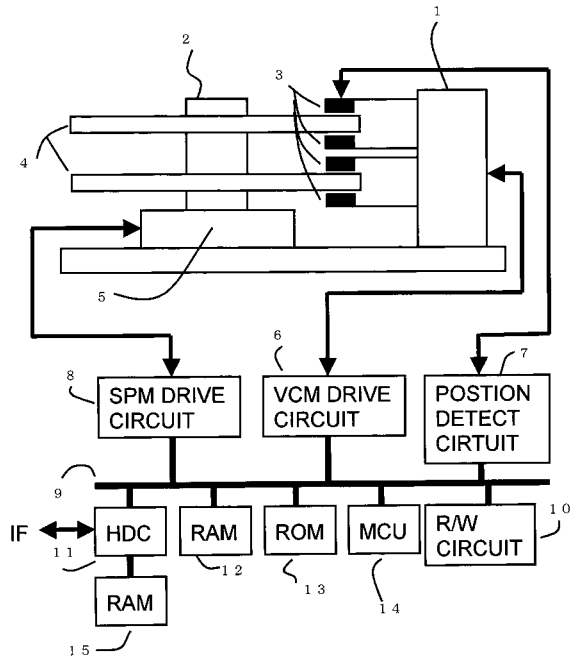 1
2
3
4
5
6
7
8
SPM DRIVE
CIRCUIT
VCM DRIVE
CIRCUIT
POSTION
DETECT
CIRTUIT
9
IF
HDC
RAM
ROM
MCU
R/W
CIRCUIT
10
11
12
13
14
RAM
15